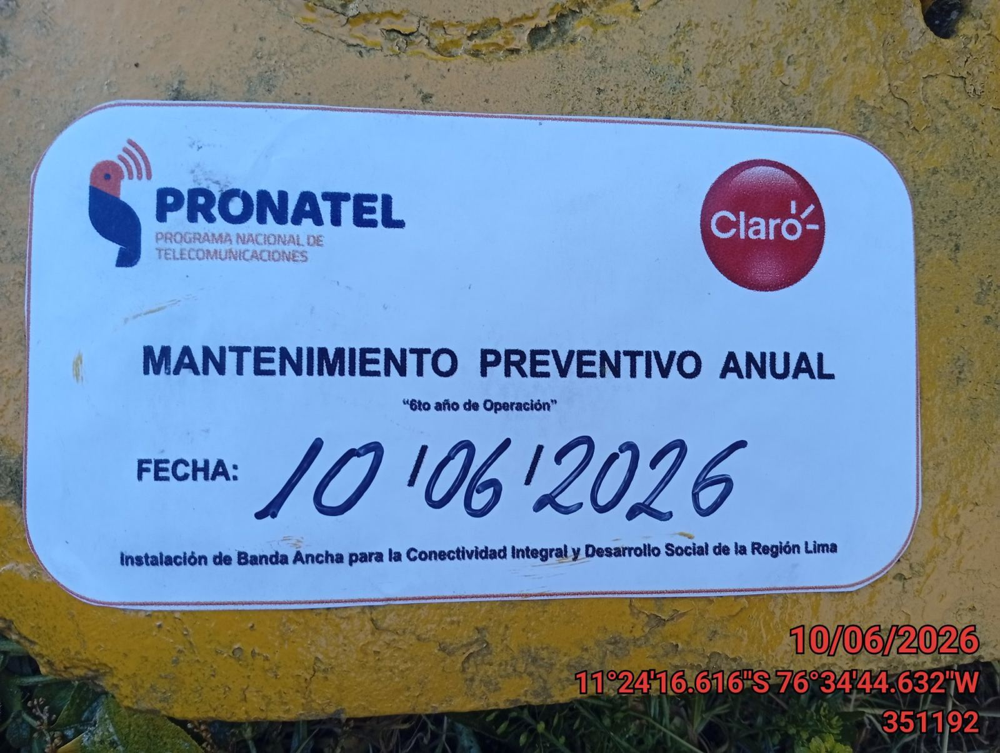 PRONATEL
PROGRAMA NACIONAL DE
TELECOMUNICACIONES
Claro
MANTENIMIENTO PREVENTIVO ANUAL
“6to año de Operación”
FECHA: 10/06/2026
Instalación de Banda Ancha para la Conectividad Integral y Desarrollo Social de la Región Lima
10/06/2026
11°24'16.616"S 76°34'44.632"W
351192